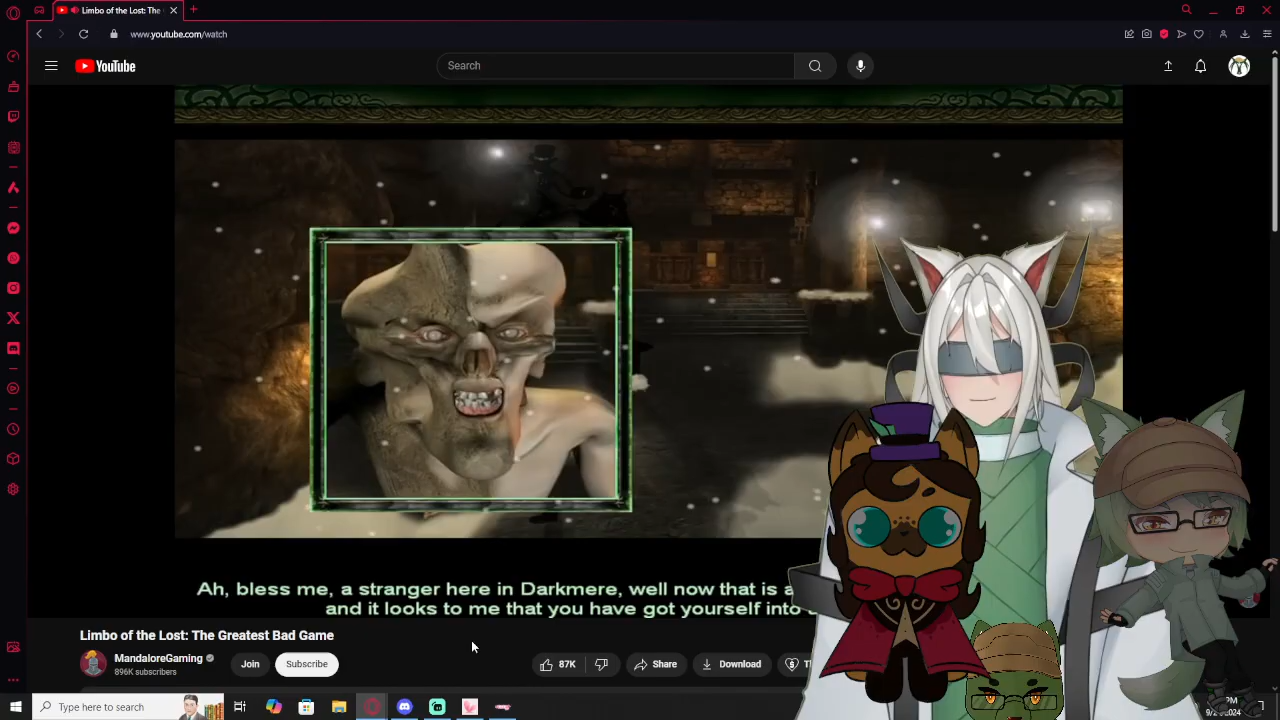 Limbo of the Lost: The
www.youtube.com/watch
YouTube
Search
Ah, bless me, a stranger here in Darkmere, well now that is a
and it looks to me that you have got yourself into
Limbo of the Lost: The Greatest Bad Game
MandaloreGaming
896K subscribers
Join
Subscribe
87K
Share
Download
Type here to search